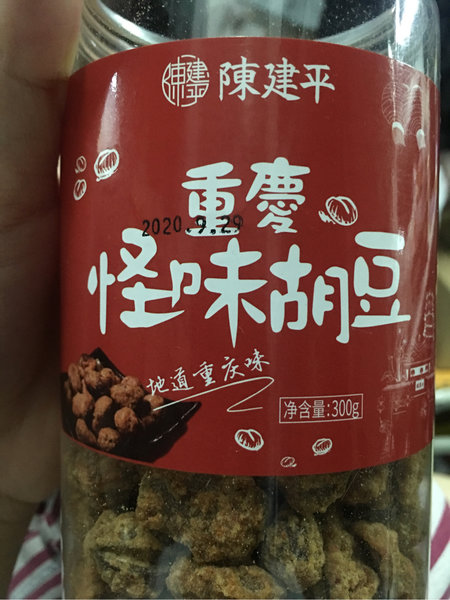 陳建平
重慶
2020.9.29
怪味胡豆
地道重庆味
净含量:300g